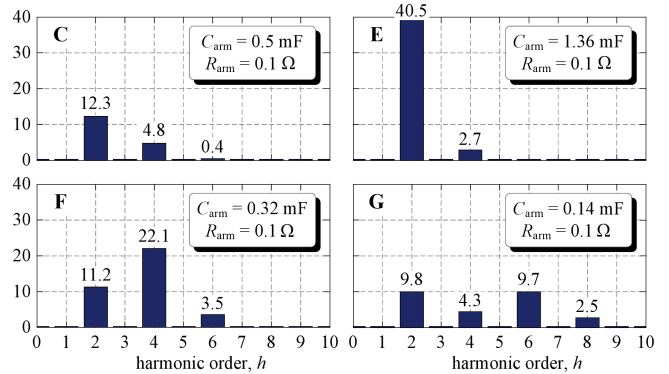 40
30
20
10
0
C
C_arm = 0.5 mF
R_arm = 0.1 Ω
12.3
4.8
0.4
E
C_arm = 1.36 mF
R_arm = 0.1 Ω
40.5
2.7
40
30
20
10
0
F
C_arm = 0.32 mF
R_arm = 0.1 Ω
11.2
22.1
3.5
G
C_arm = 0.14 mF
R_arm = 0.1 Ω
9.8
4.3
9.7
2.5
0 1 2 3 4 5 6 7 8 9 10
0 1 2 3 4 5 6 7 8 9 10
harmonic order, h
harmonic order, h